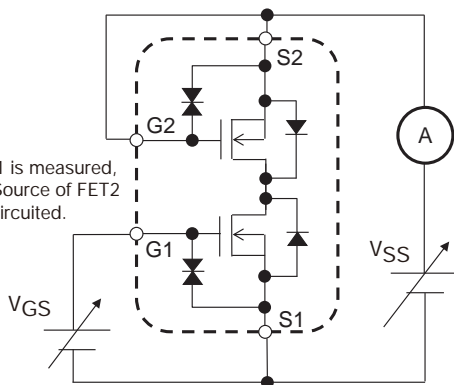 S2
G2
A
1 is measured,
Source of FET2
ircuited.
G1
VSS
VGS
S1